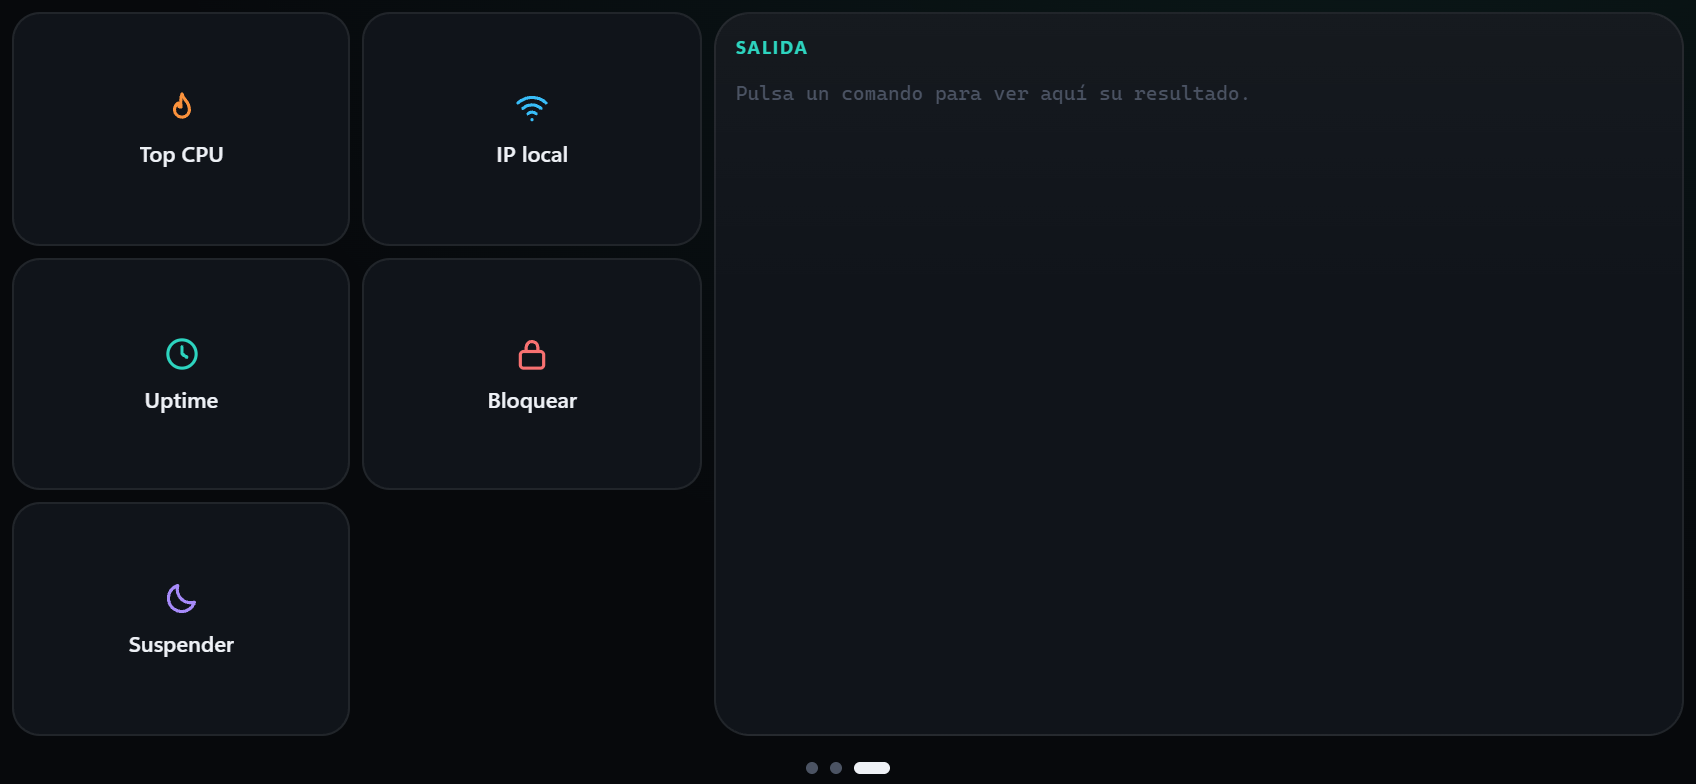 Top CPU
IP local
Uptime
Bloquear
Suspender
SALIDA
Pulsa un comando para ver aquí su resultado.